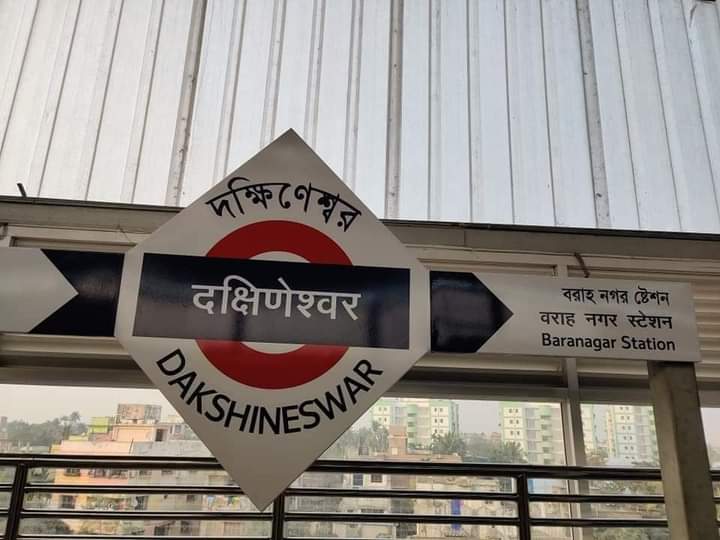 দক্ষিণেশ্বর
दक्षिणेश्वर
DAKSHINESWAR
বরাহ নগর ষ্টেশন
वराह नगर स्टेशन
Baranagar Station